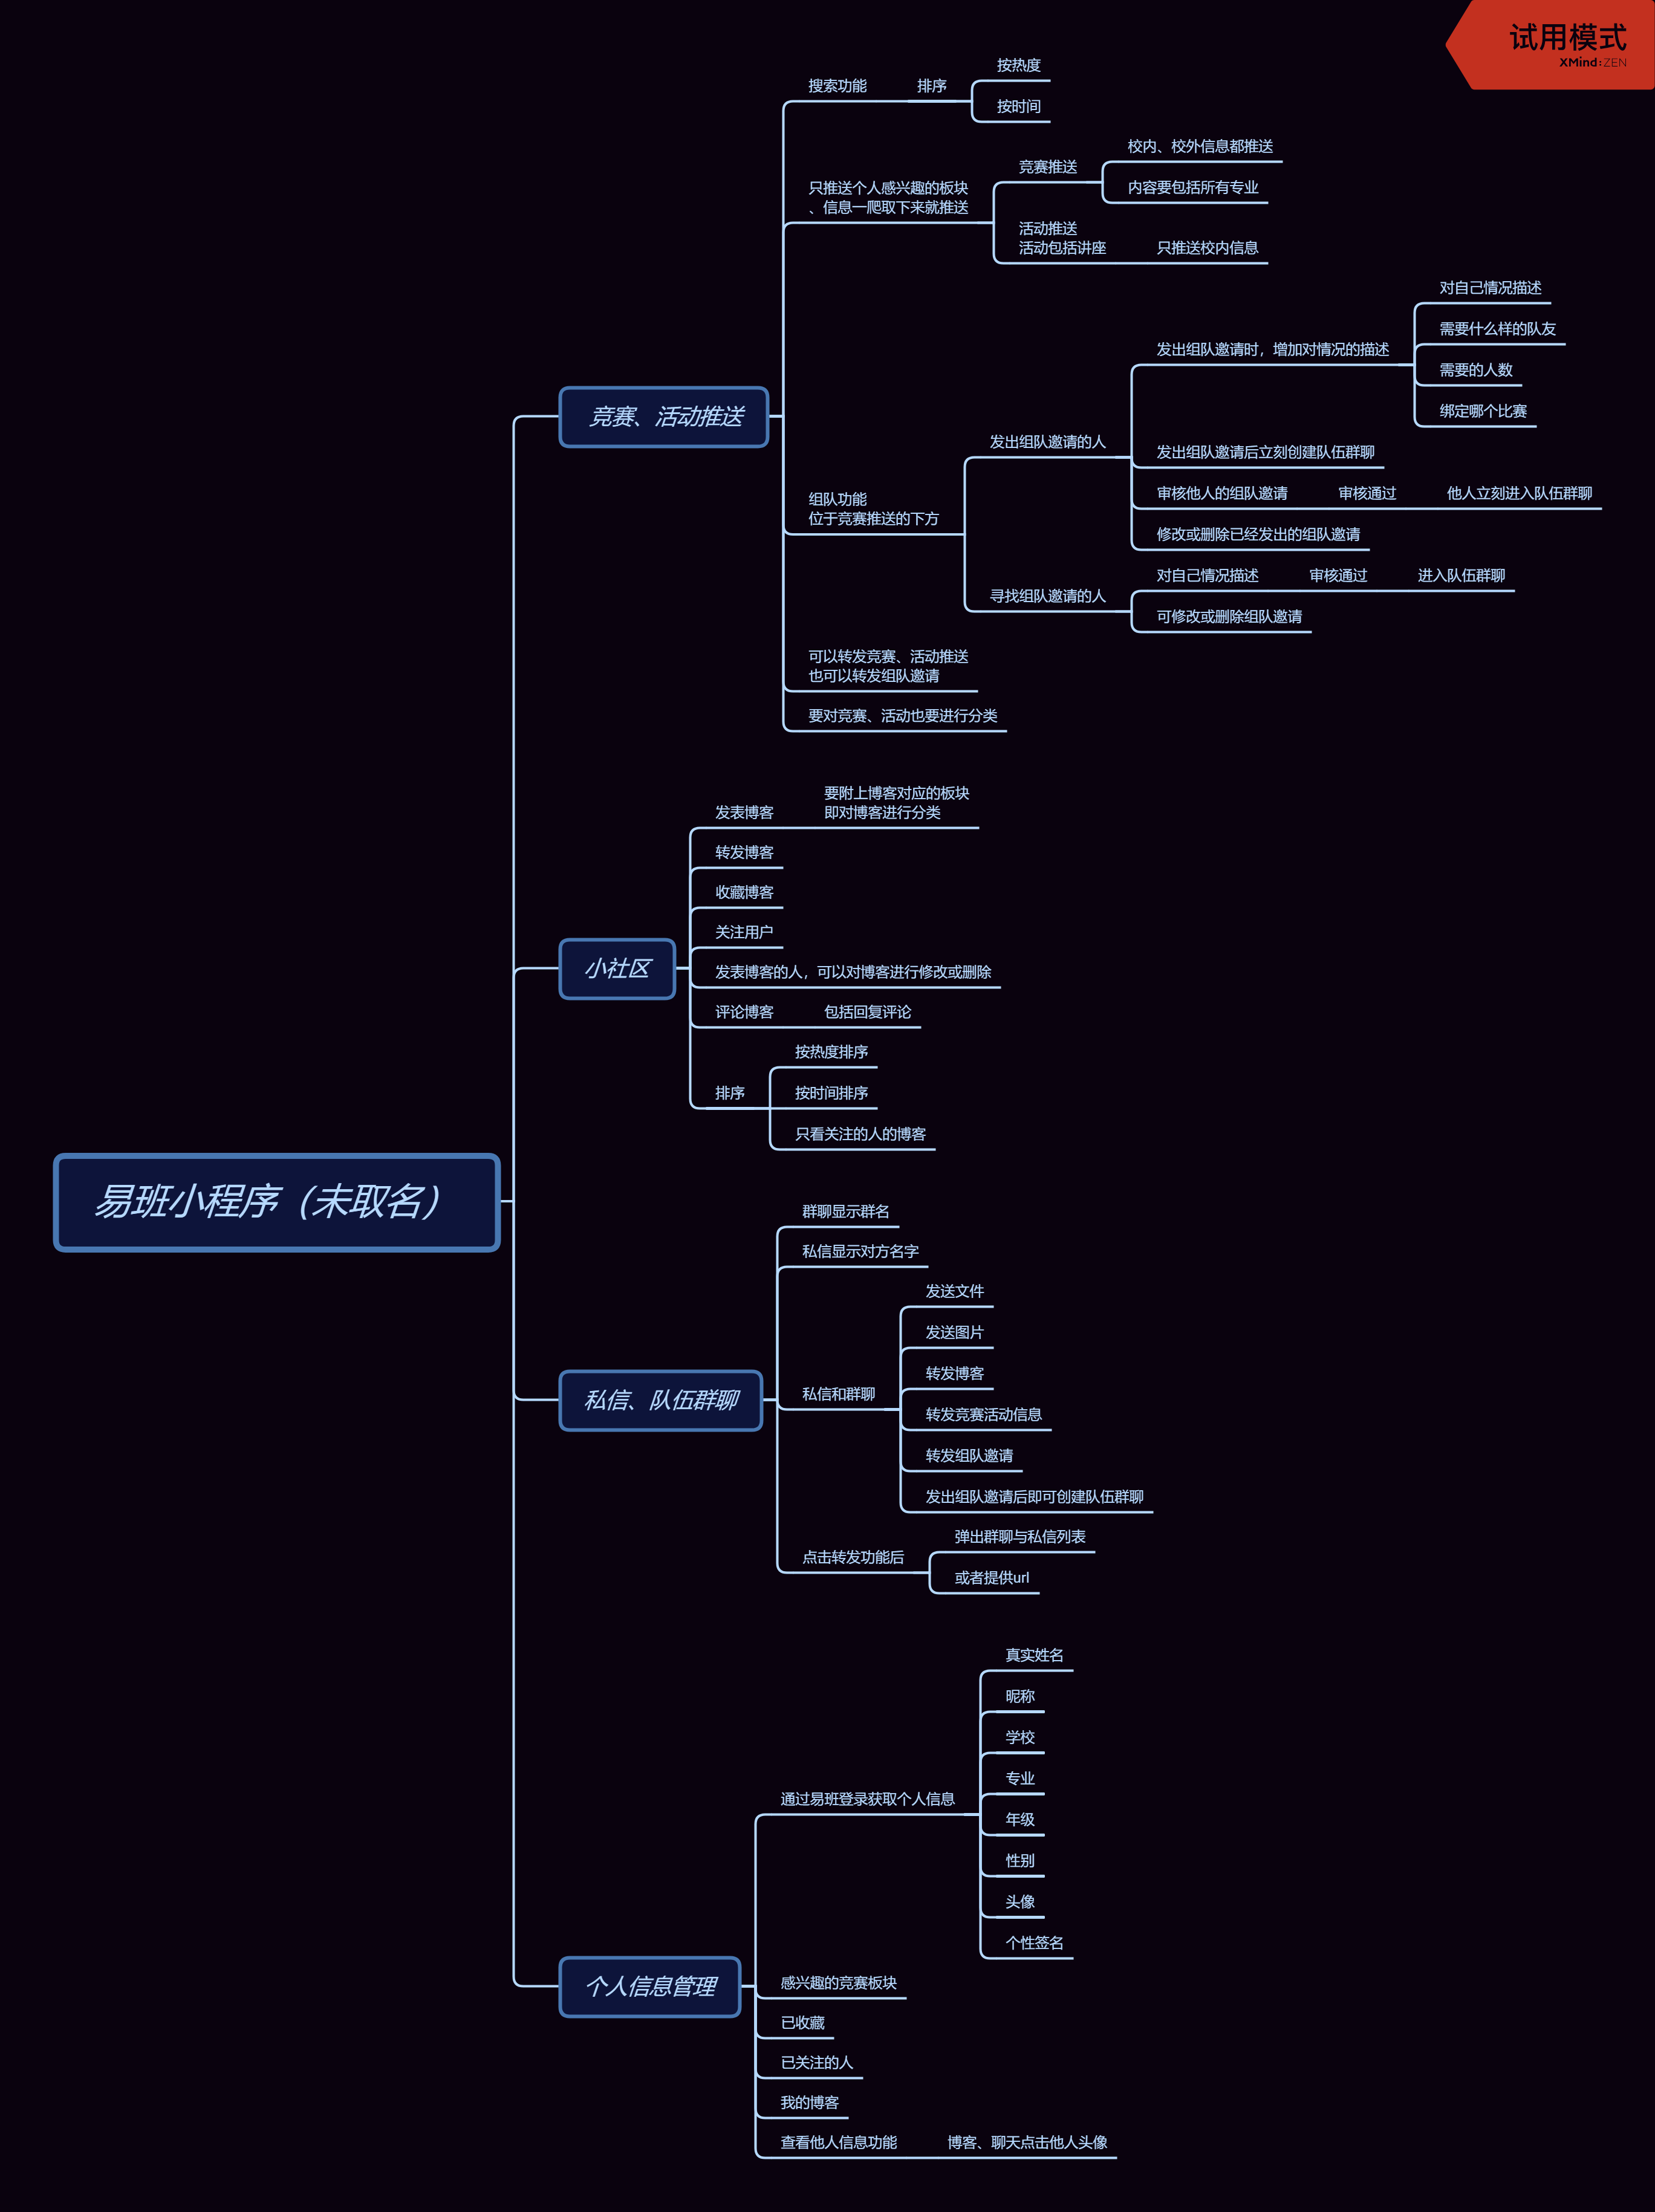 试用模式
XMind:ZEN
易班小程序（未取名）
竞赛、活动推送
搜索功能
排序
按热度
按时间
只推送个人感兴趣的板块
、信息一爬取下来就推送
竞赛推送
校内、校外信息都推送
内容要包括所有专业
活动推送
活动包括讲座
只推送校内信息
组队功能
位于竞赛推送的下方
发出组队邀请的人
发出组队邀请时，增加对情况的描述
对自己情况描述
需要什么样的队友
需要的人数
绑定哪个比赛
发出组队邀请后立刻创建队伍群聊
审核他人的组队邀请
审核通过
他人立刻进入队伍群聊
修改或删除已经发出的组队邀请
寻找组队邀请的人
对自己情况描述
审核通过
进入队伍群聊
可修改或删除组队邀请
可以转发竞赛、活动推送
也可以转发组队邀请
要对竞赛、活动也要进行分类
小社区
发表博客
要附上博客对应的板块
即对博客进行分类
转发博客
收藏博客
关注用户
发表博客的人，可以对博客进行修改或删除
评论博客
包括回复评论
排序
按热度排序
按时间排序
只看关注的人的博客
私信、队伍群聊
群聊显示群名
私信显示对方名字
私信和群聊
发送文件
发送图片
转发博客
转发竞赛活动信息
转发组队邀请
发出组队邀请后即可创建队伍群聊
点击转发功能后
弹出群聊与私信列表
或者提供url
个人信息管理
通过易班登录获取个人信息
真实姓名
昵称
学校
专业
年级
性别
头像
个性签名
感兴趣的竞赛板块
已收藏
已关注的人
我的博客
查看他人信息功能
博客、聊天点击他人头像